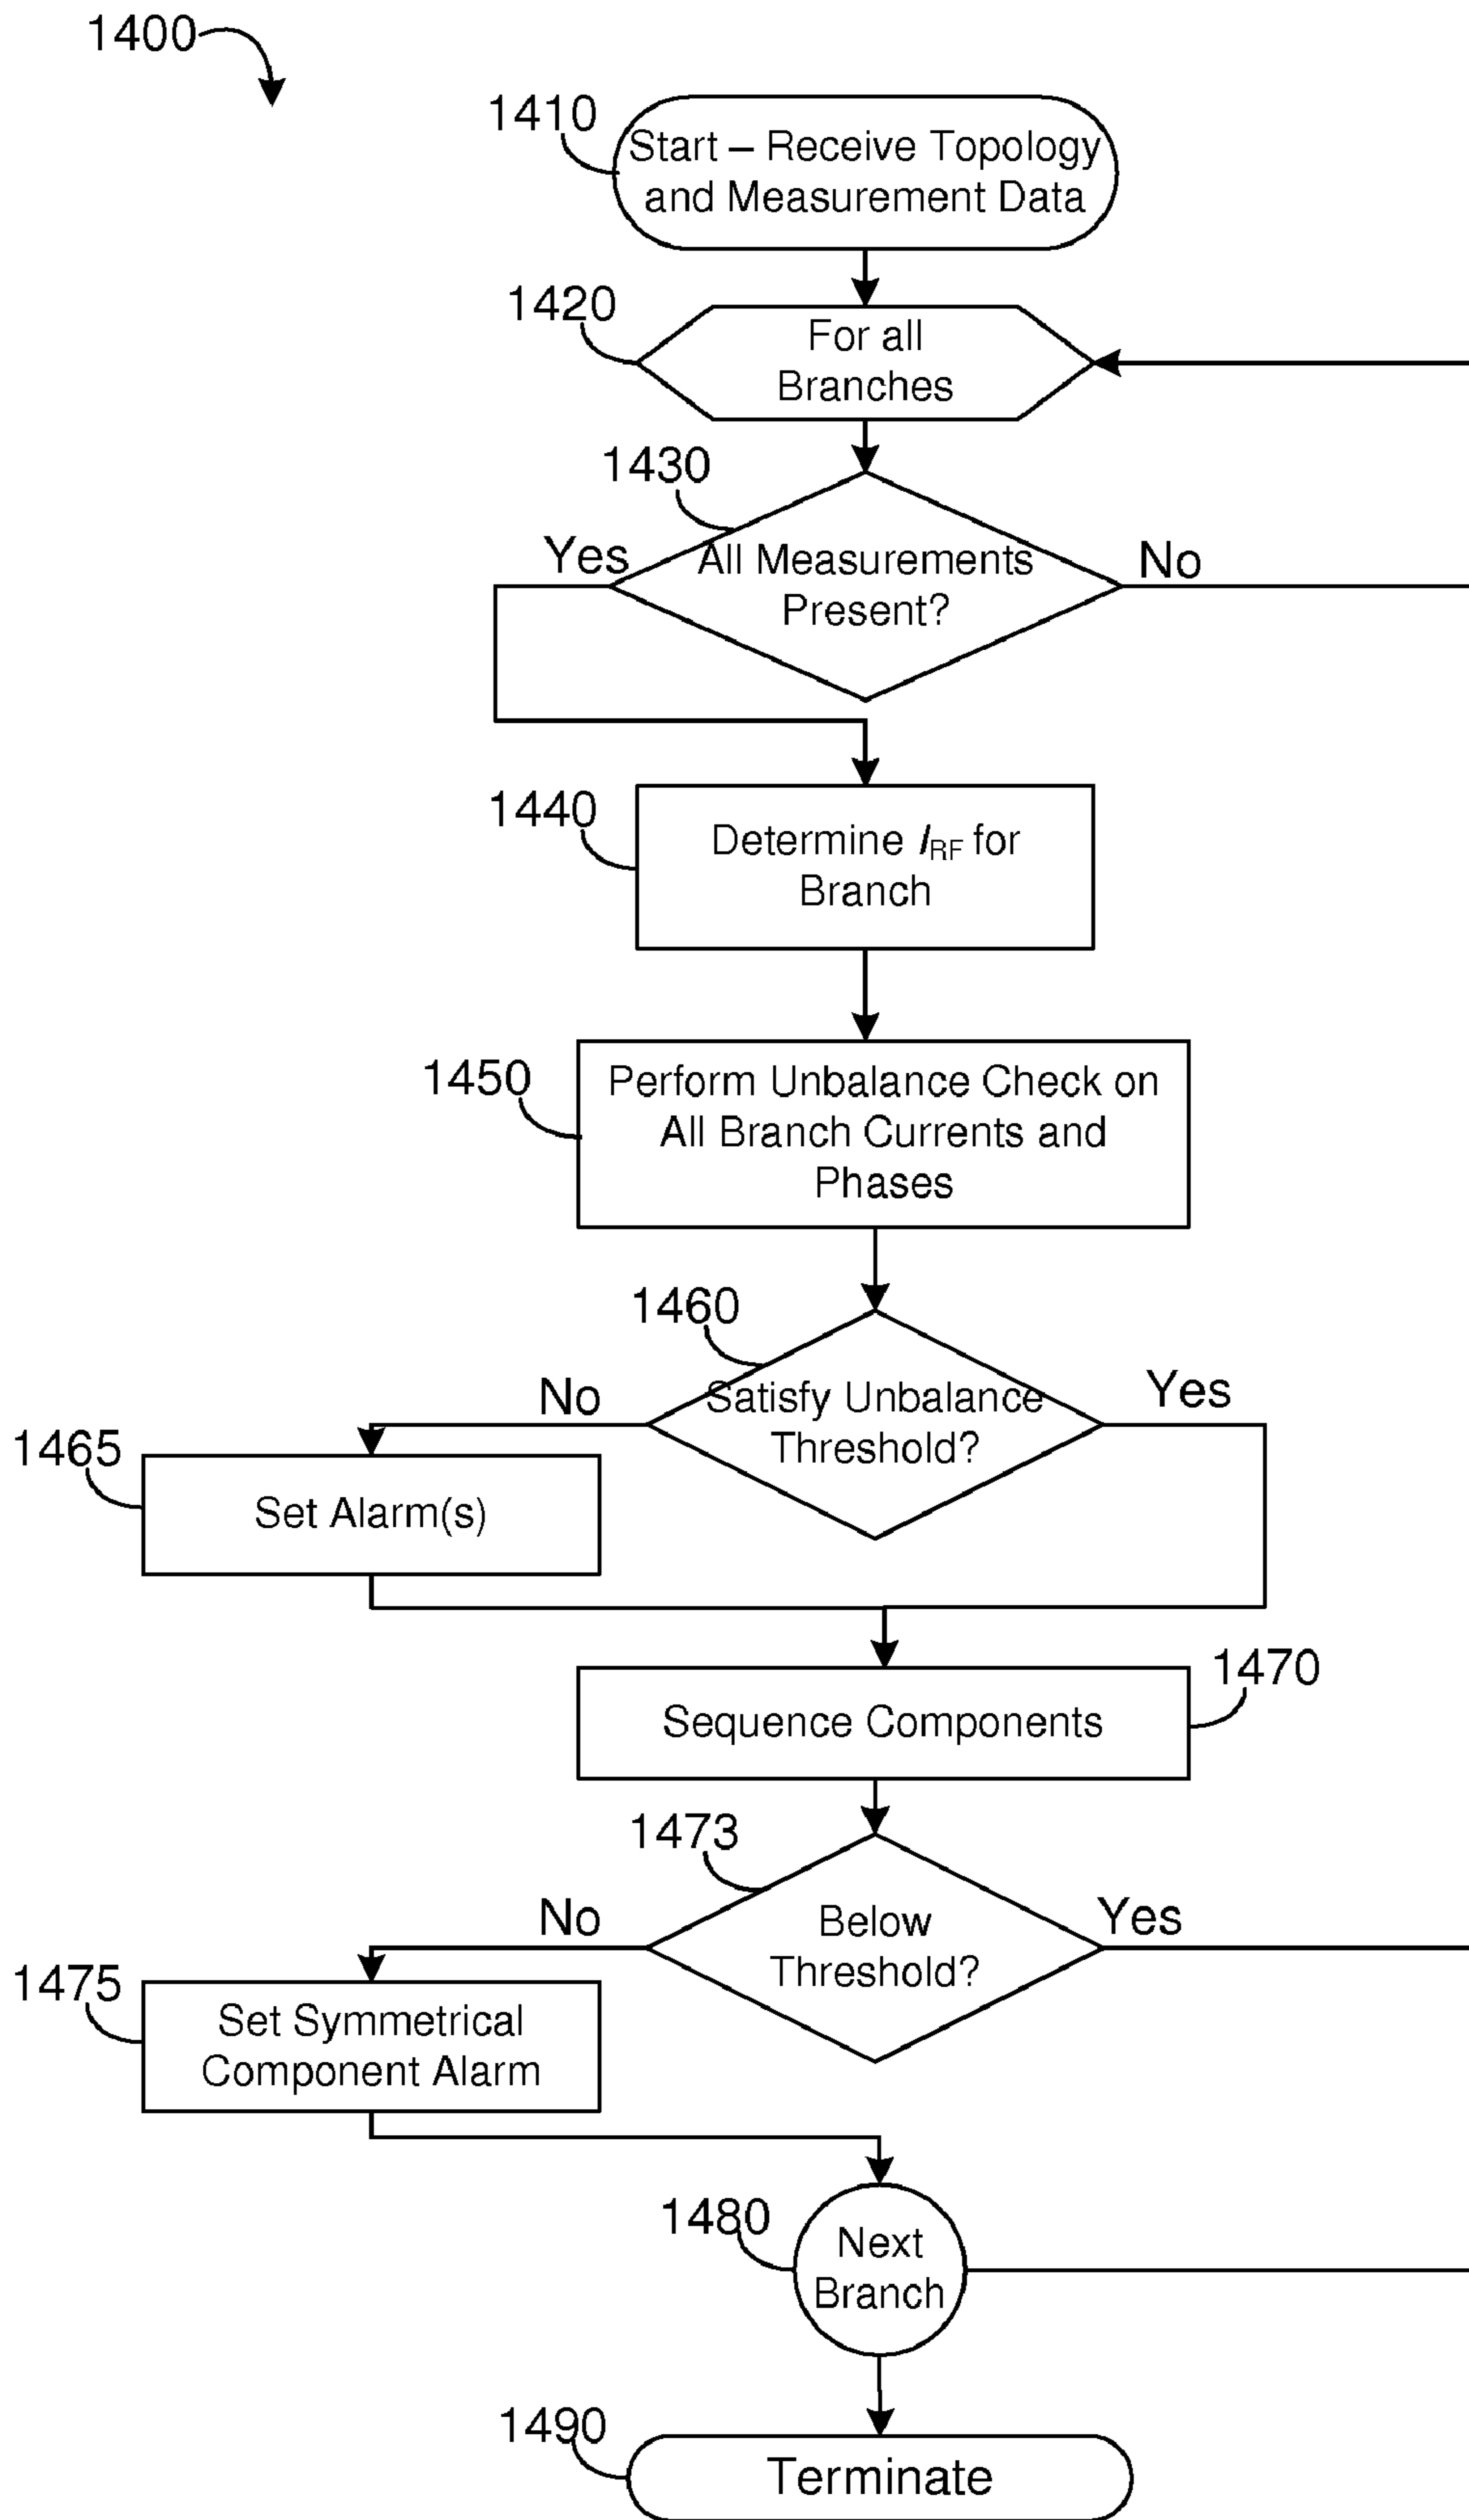 1400
1410
Start – Receive Topology
and Measurement Data
1420
For all
Branches
1430
Yes
All Measurements
Present?
No
1440
Determine IRF for
Branch
1450
Perform Unbalance Check on
All Branch Currents and
Phases
1460
No
Satisfy Unbalance
Threshold?
Yes
1465
Set Alarm(s)
1470
Sequence Components
1473
No
Below
Threshold?
Yes
1475
Set Symmetrical
Component Alarm
1480
Next
Branch
1490
Terminate